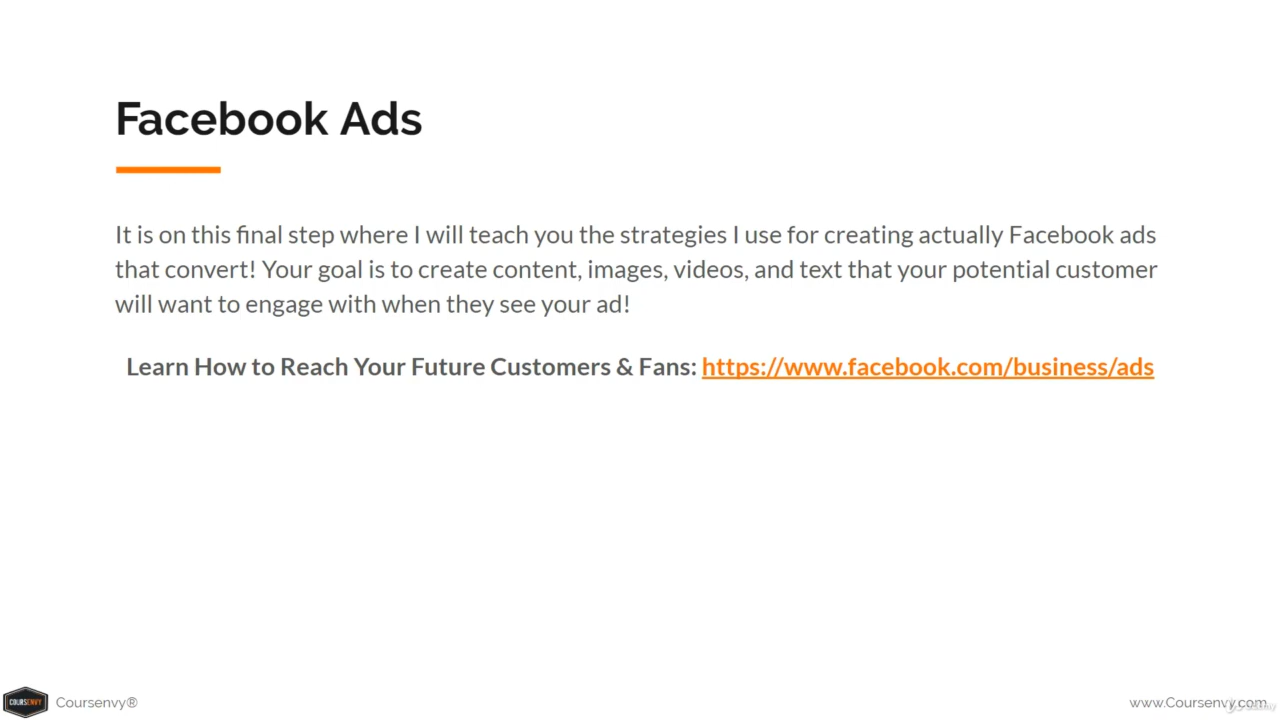 Facebook Ads
It is on this final step where I will teach you the strategies I use for creating actually Facebook ads
that convert! Your goal is to create content, images, videos, and text that your potential customer
will want to engage with when they see your ad!
Learn How to Reach Your Future Customers & Fans: https://www.facebook.com/business/ads
COURSENVY
Coursenvy®
www.Coursenvy.com